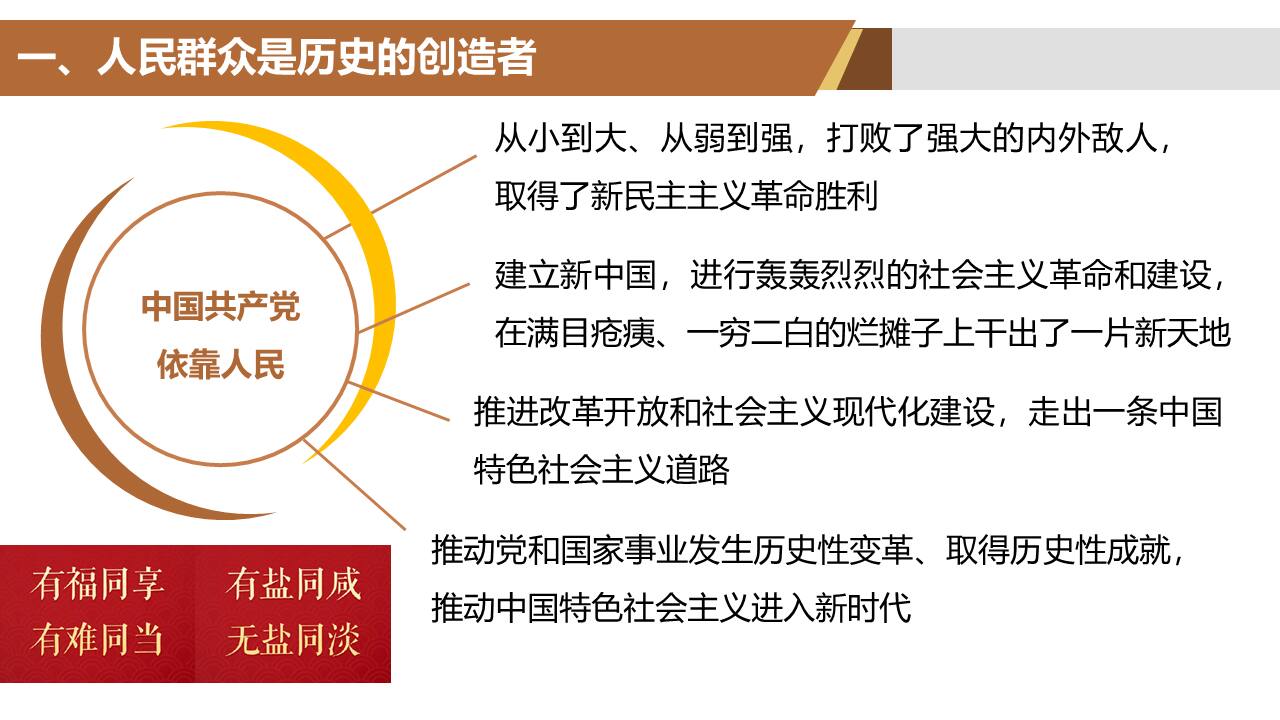 一、人民群众是历史的创造者
从小到大、从弱到强，打败了强大的内外敌人，
取得了新民主主义革命胜利
建立新中国，进行轰轰烈烈的社会主义革命和建设，
在满目疮痍、一穷二白的烂摊子上干出了一片新天地
中国共产党
依靠人民
推进改革开放和社会主义现代化建设，走出一条中国
特色社会主义道路
推动党和国家事业发生历史性变革、取得历史性成就，
推动中国特色社会主义进入新时代
有福同享
有难同当
有盐同咸
无盐同淡